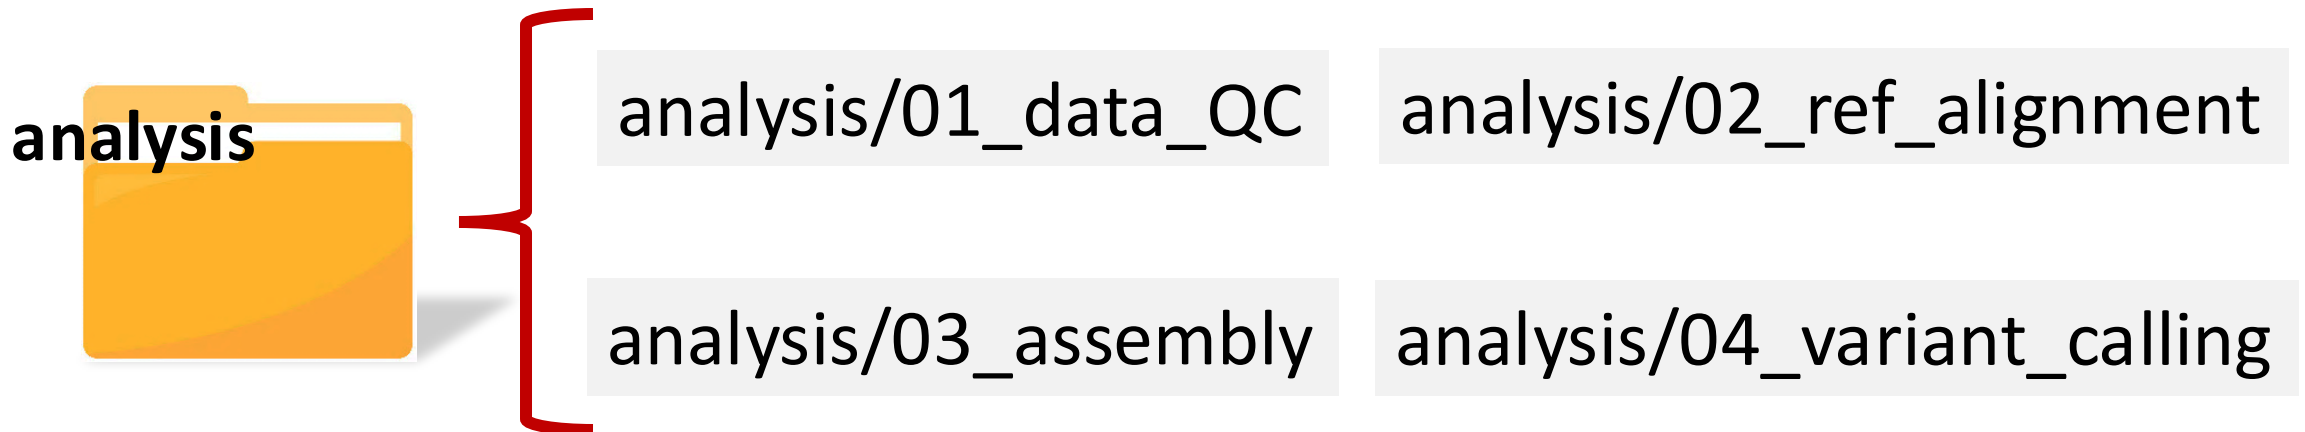 analysis
analysis/01_data_QC
analysis/02_ref_alignment
analysis/03_assembly
analysis/04_variant_calling